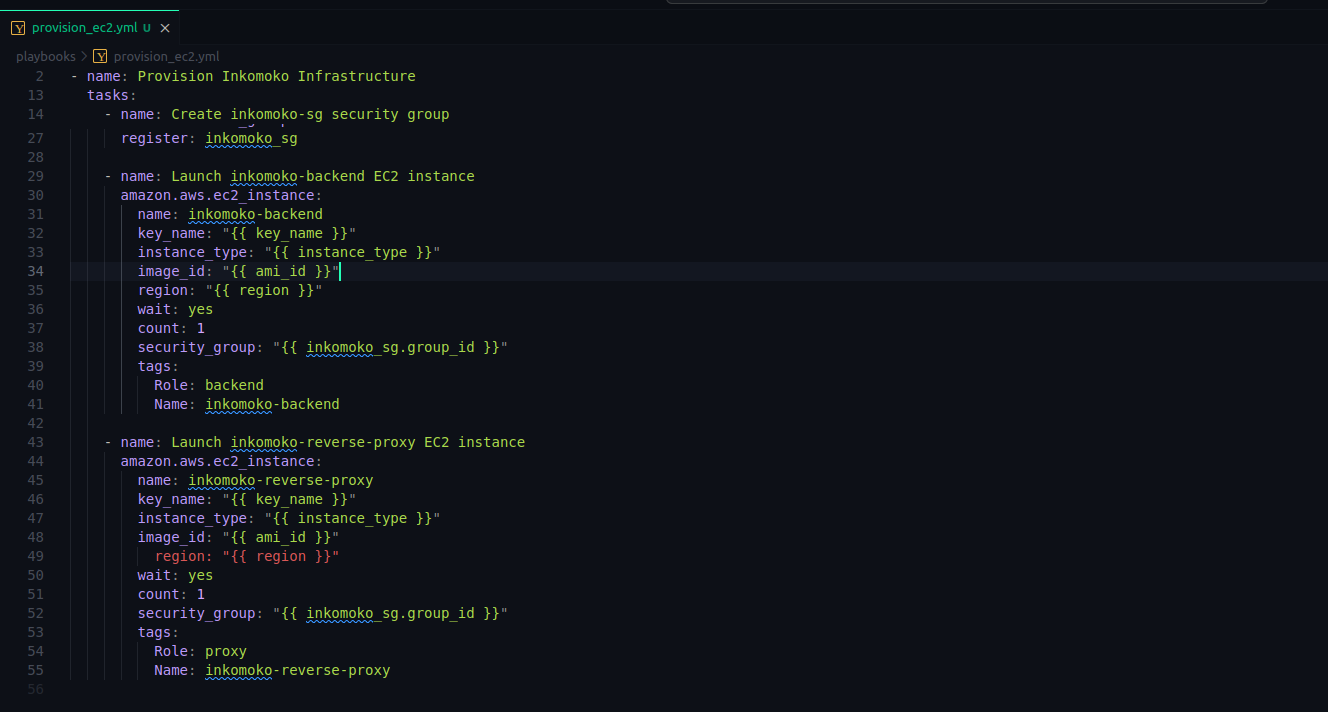 provision_ec2.yml U ×
playbooks > provision_ec2.yml
2 - name: Provision Inkomoko Infrastructure
13 tasks:
14 - name: Create inkomoko-sg security group
27 register: inkomoko_sg
28
29 - name: Launch inkomoko-backend EC2 instance
30 amazon.aws.ec2_instance:
31 name: inkomoko-backend
32 key_name: "{{ key_name }}"
33 instance_type: "{{ instance_type }}"
34 image_id: "{{ ami_id }}"
35 region: "{{ region }}"
36 wait: yes
37 count: 1
38 security_group: "{{ inkomoko_sg.group_id }}"
39 tags:
40 Role: backend
41 Name: inkomoko-backend
42
43 - name: Launch inkomoko-reverse-proxy EC2 instance
44 amazon.aws.ec2_instance:
45 name: inkomoko-reverse-proxy
46 key_name: "{{ key_name }}"
47 instance_type: "{{ instance_type }}"
48 image_id: "{{ ami_id }}"
49 region: "{{ region }}"
50 wait: yes
51 count: 1
52 security_group: "{{ inkomoko_sg.group_id }}"
53 tags:
54 Role: proxy
55 Name: inkomoko-reverse-proxy
56